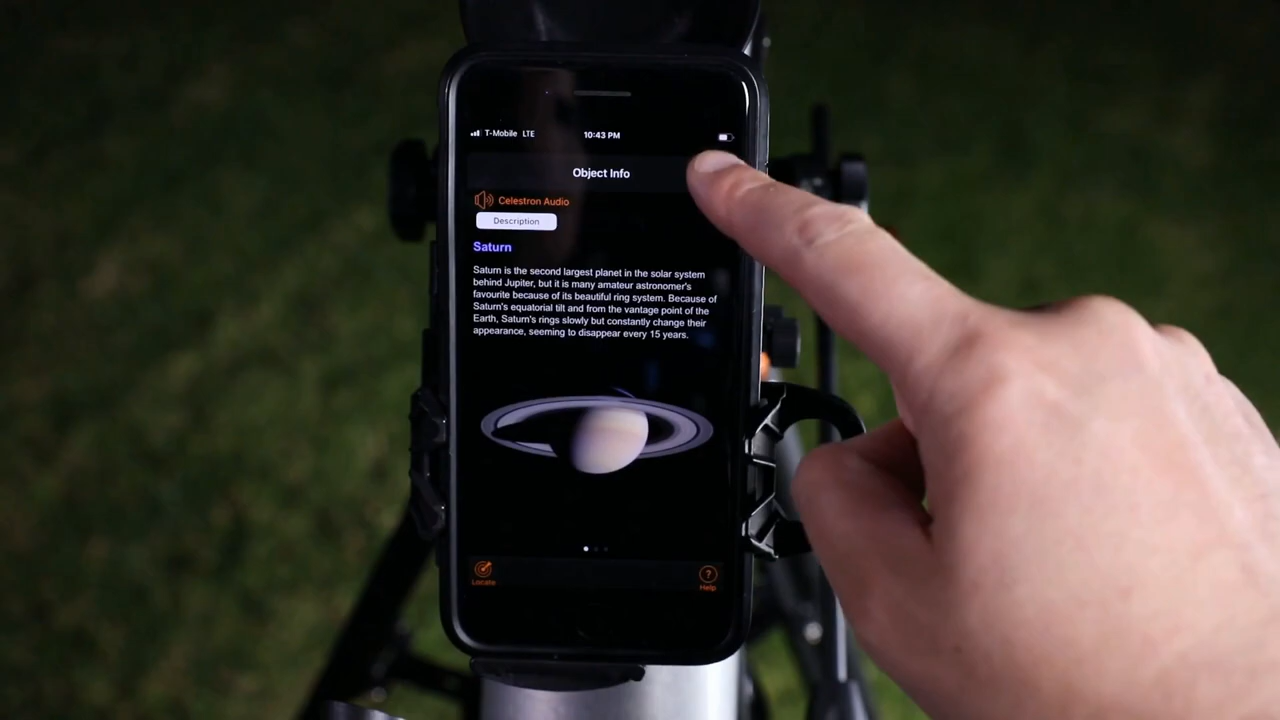 T-Mobile LTE 10:43 PM
Object Info
Celestron Audio
Description
Saturn
Saturn is the second largest planet in the solar system
behind Jupiter, but it is many amateur astronomer's
favourite because of its beautiful ring system. Because of
Saturn's equatorial tilt and from the vantage point of the
Earth, Saturn's rings slowly but constantly change their
appearance, seeming to disappear every 15 years.
Locate
?
Help